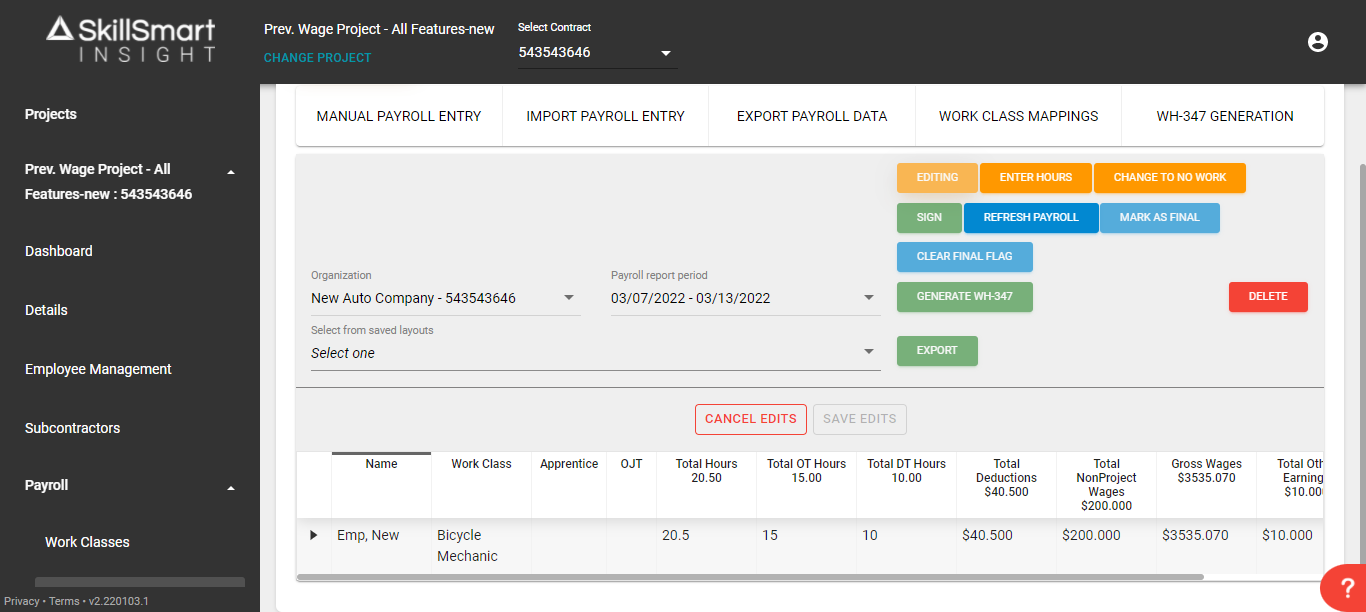 SkillSmart
INSIGHT
Prev. Wage Project - All Features-new
CHANGE PROJECT
Select Contract
543543646
Projects
Prev. Wage Project - All
Features-new : 543543646
Dashboard
Details
Employee Management
Subcontractors
Payroll
Work Classes
Privacy • Terms • v2.220103.1
MANUAL PAYROLL ENTRY
IMPORT PAYROLL ENTRY
EXPORT PAYROLL DATA
WORK CLASS MAPPINGS
WH-347 GENERATION
EDITING
ENTER HOURS
CHANGE TO NO WORK
SIGN
REFRESH PAYROLL
MARK AS FINAL
CLEAR FINAL FLAG
Organization
New Auto Company - 543543646
Payroll report period
03/07/2022 - 03/13/2022
GENERATE WH-347
DELETE
Select from saved layouts
Select one
EXPORT
CANCEL EDITS
SAVE EDITS
Name
Work Class
Apprentice
OJT
Total Hours
20.50
Total OT Hours
15.00
Total DT Hours
10.00
Total
Deductions
$40.500
Total
NonProject
Wages
$200.000
Gross Wages
$3535.070
Total Oth
Earning
$10.000
Emp, New
Bicycle
Mechanic
20.5
15
10
$40.500
$200.000
$3535.070
$10.000
?